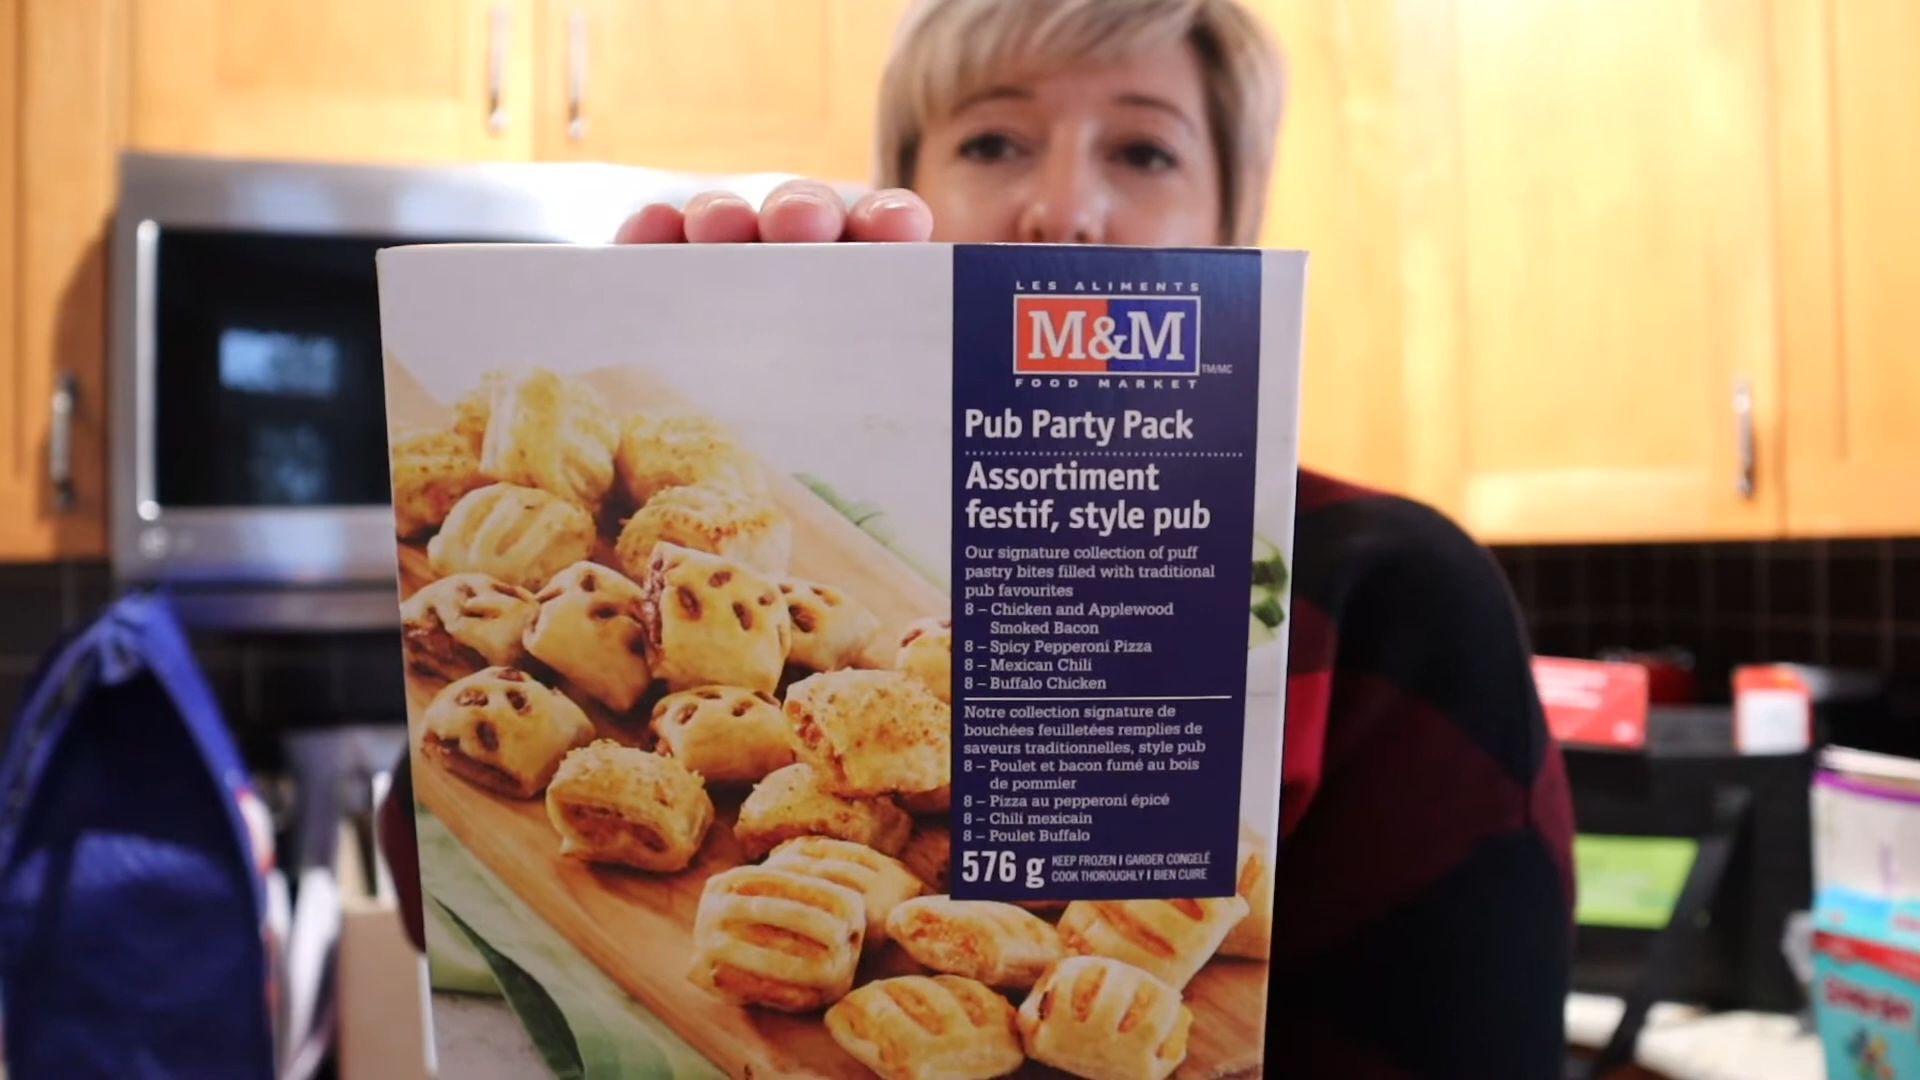 LES ALIMENTS
M&M
TM/MC
FOOD MARKET
Pub Party Pack
Assortiment
festif, style pub
Our signature collection of puff
pastry bites filled with traditional
pub favourites
8 – Chicken and Applewood
Smoked Bacon
8 – Spicy Pepperoni Pizza
8 – Mexican Chili
8 – Buffalo Chicken
Notre collection signature de
bouchées feuilletées remplies de
saveurs traditionnelles, style pub
8 – Poulet et bacon fumé au bois
de pommier
8 – Pizza au pepperoni épicé
8 – Chili mexicain
8 – Poulet Buffalo
576 g
KEEP FROZEN | GARDER CONGELÉ
COOK THOROUGHLY | BIEN CUIRE